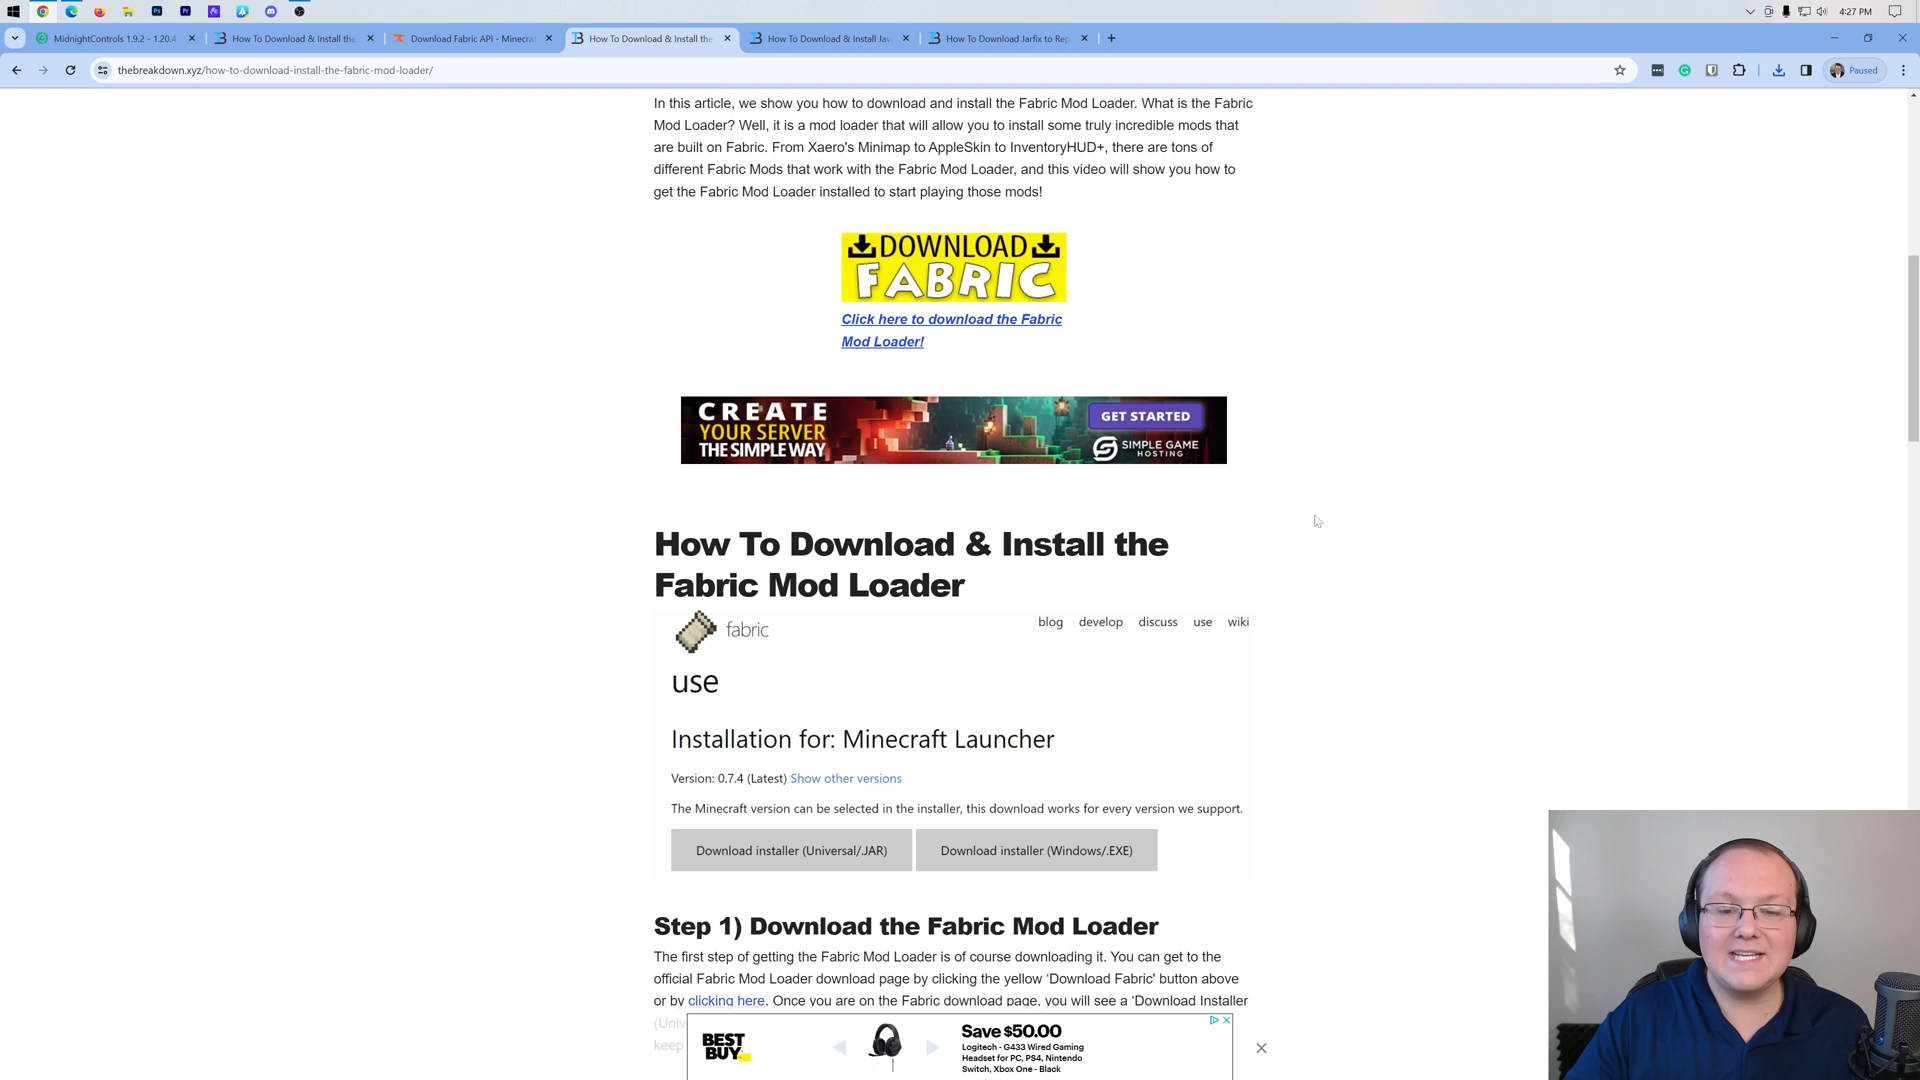 4:27 PM
MidnightControls 1.9.2 - 1.20.4
How To Download & Install the
Download Fabric API - Minecra
How To Download & Install the
How To Download & Install Jav
How To Download Jarfix to Rep
thebreakdown.xyz/how-to-download-install-the-fabric-mod-loader/
Paused
In this article, we show you how to download and install the Fabric Mod Loader. What is the Fabric
Mod Loader? Well, it is a mod loader that will allow you to install some truly incredible mods that
are built on Fabric. From Xaero's Minimap to AppleSkin to InventoryHUD+, there are tons of
different Fabric Mods that work with the Fabric Mod Loader, and this video will show you how to
get the Fabric Mod Loader installed to start playing those mods!
DOWNLOAD
FABRIC
Click here to download the Fabric
Mod Loader!
CREATE
YOUR SERVER
THE SIMPLE WAY
GET STARTED
SIMPLE GAME
HOSTING
How To Download & Install the
Fabric Mod Loader
fabric
blog develop discuss use wiki
use
Installation for: Minecraft Launcher
Version: 0.7.4 (Latest) Show other versions
The Minecraft version can be selected in the installer, this download works for every version we support.
Download installer (Universal/.JAR)
Download installer (Windows/.EXE)
Step 1) Download the Fabric Mod Loader
The first step of getting the Fabric Mod Loader is of course downloading it. You can get to the
official Fabric Mod Loader download page by clicking the yellow ‘Download Fabric’ button above
or by clicking here. Once you are on the Fabric download page, you will see a ‘Download Installer
(Univ
keep
BEST
BUY
Save $50.00
Logitech - G433 Wired Gaming
Headset for PC, PS4, Nintendo
Switch, Xbox One - Black